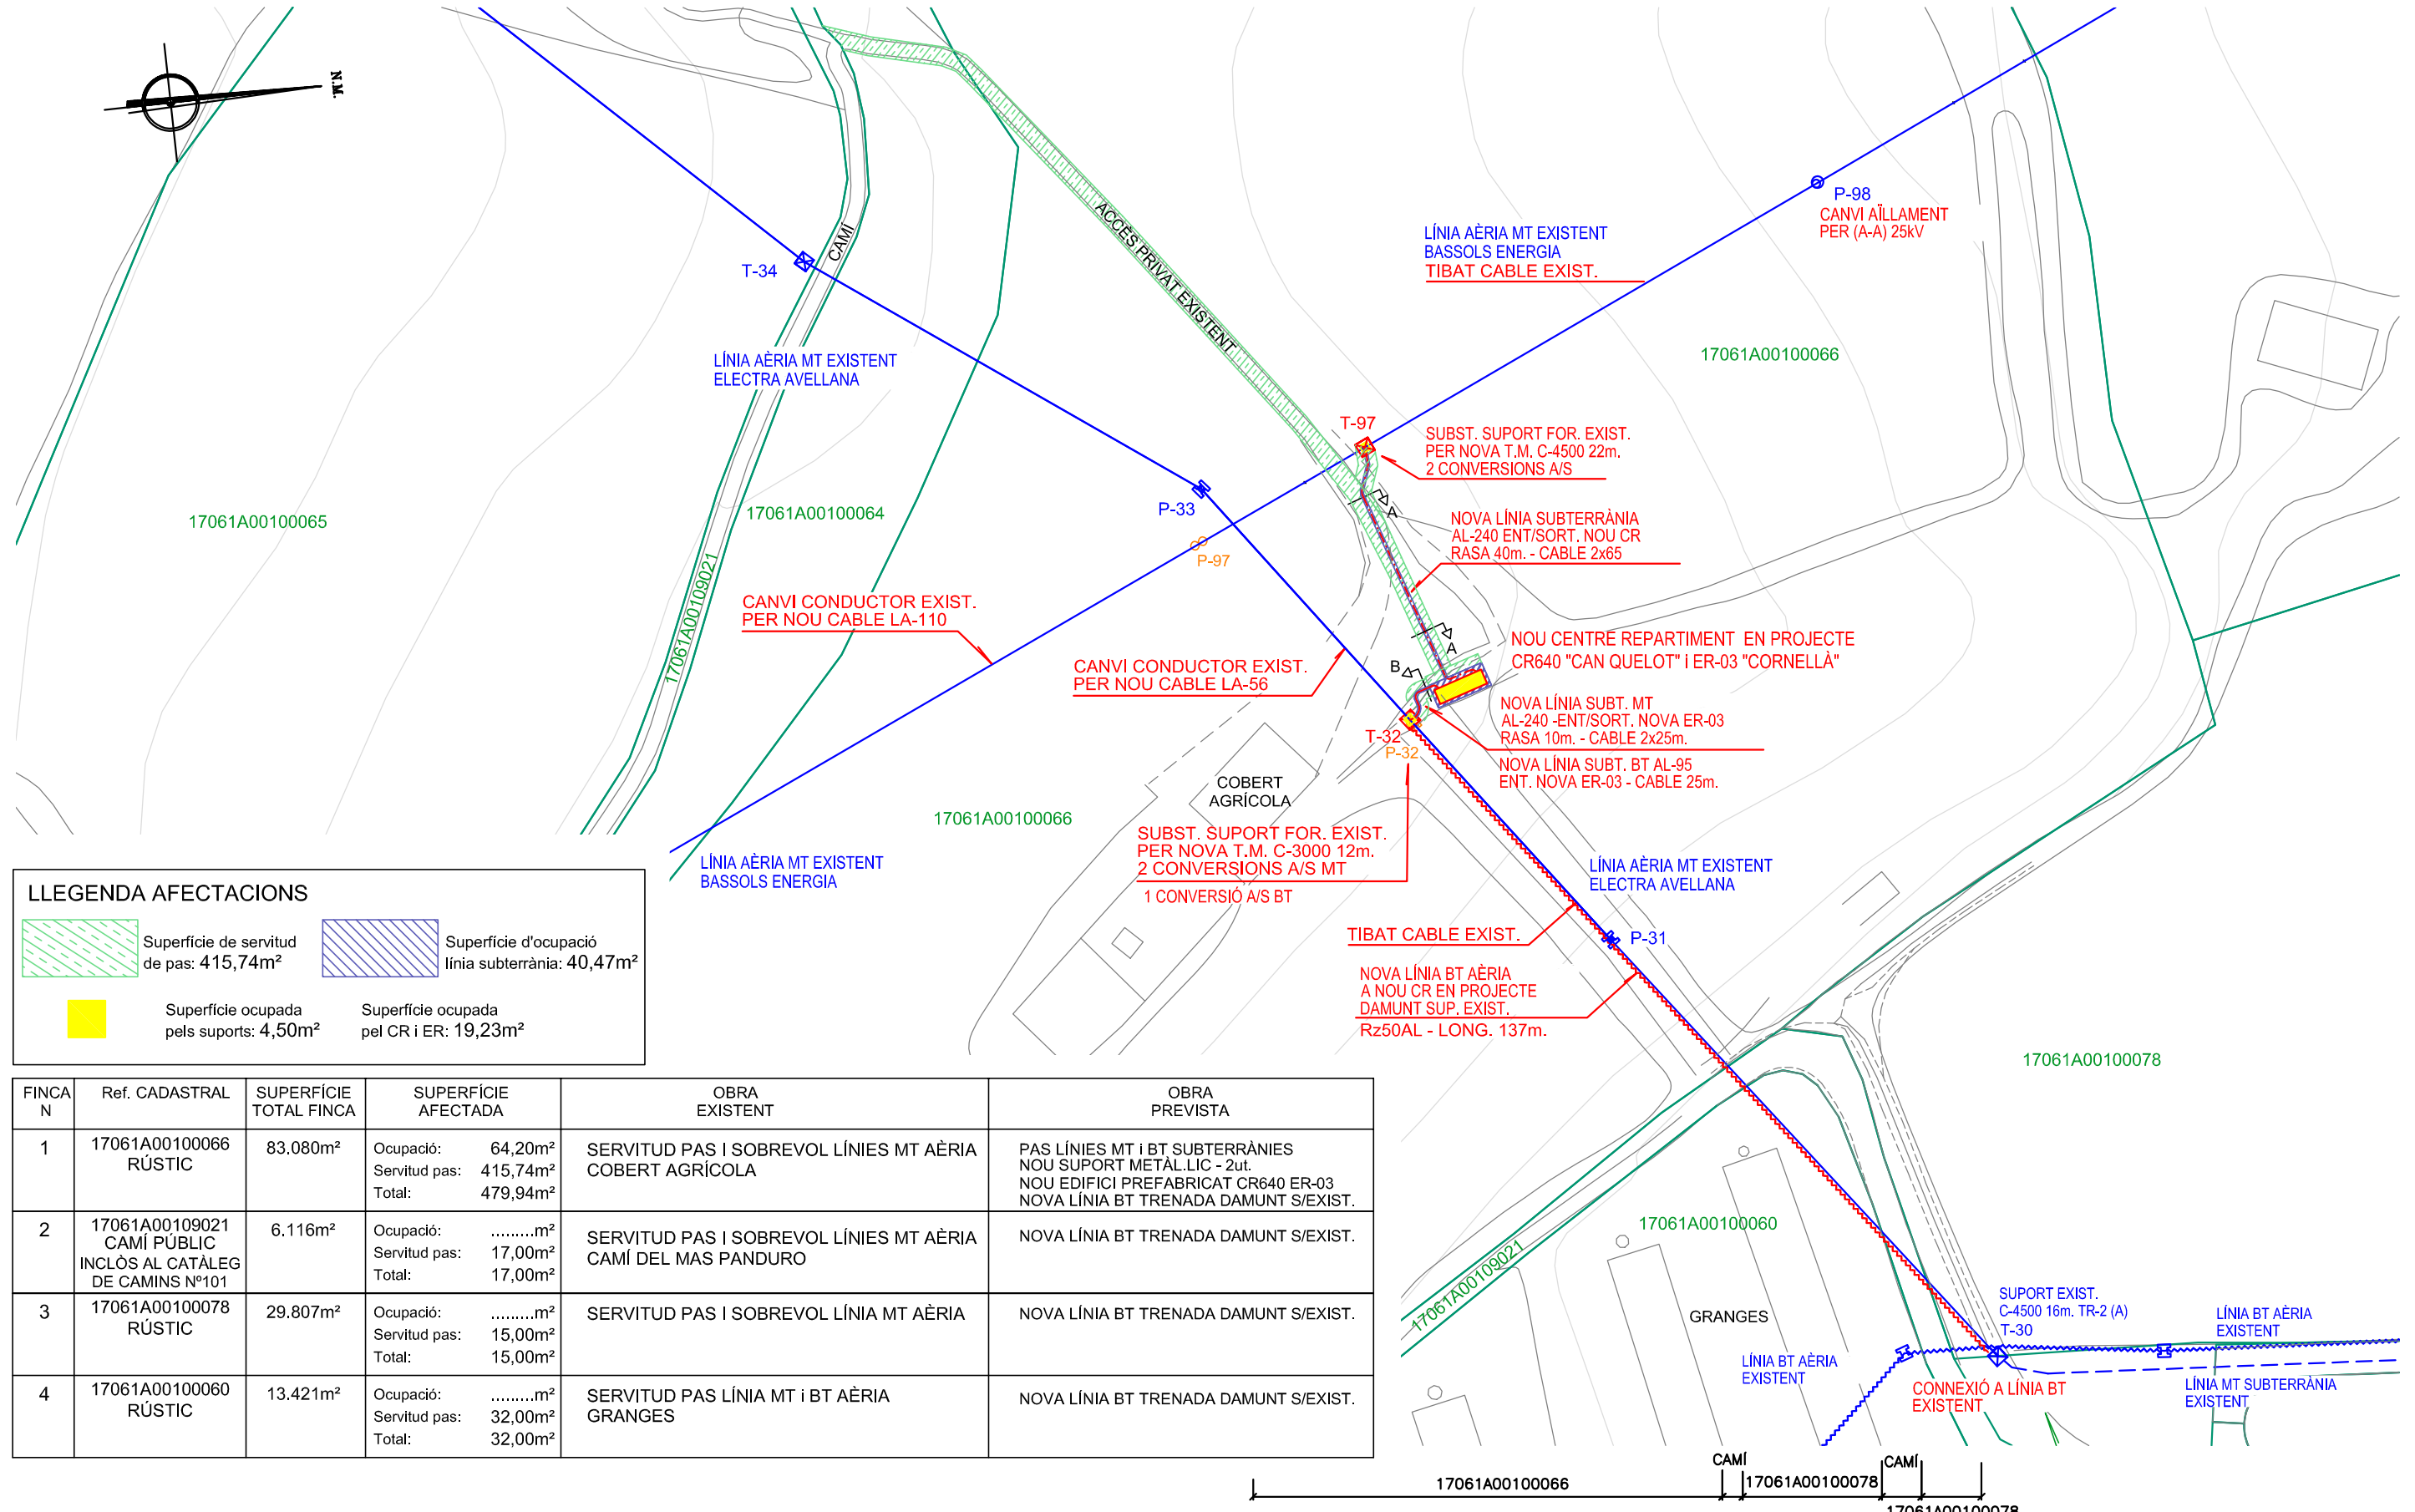 N.M.
P-98
CANVI AÏLLAMENT
PER (A-A) 25kV
LÍNIA AÈRIA MT EXISTENT
BASSOLS ENERGIA
TIBAT CABLE EXIST.
ACCÈS PRIVAT EXISTENT
CAMÍ
T-34
LÍNIA AÈRIA MT EXISTENT
ELECTRA AVELLANA
17061A00100066
T-97
SUBST. SUPORT FOR. EXIST.
PER NOVA T.M. C-4500 22m.
2 CONVERSIONS A/S
17061A00100065
17061A00100064
P-33
A
NOVA LÍNIA SUBTERRÀNIA
AL-240 ENT/SORT. NOU CR
RASA 40m. - CABLE 2x65
P-97
17061A00109021
CANVI CONDUCTOR EXIST.
PER NOU CABLE LA-110
A
NOU CENTRE REPARTIMENT EN PROJECTE
CR640 "CAN QUELOT" i ER-03 "CORNELLÀ"
B
CANVI CONDUCTOR EXIST.
PER NOU CABLE LA-56
NOVA LÍNIA SUBT. MT
AL-240 -ENT/SORT. NOVA ER-03
RASA 10m. - CABLE 2x25m.
T-32
P-32
NOVA LÍNIA SUBT. BT AL-95
ENT. NOVA ER-03 - CABLE 25m.
COBERT
AGRÍCOLA
17061A00100066
SUBST. SUPORT FOR. EXIST.
PER NOVA T.M. C-3000 12m.
2 CONVERSIONS A/S MT
1 CONVERSIÓ A/S BT
LÍNIA AÈRIA MT EXISTENT
BASSOLS ENERGIA
LÍNIA AÈRIA MT EXISTENT
ELECTRA AVELLANA
TIBAT CABLE EXIST.
P-31
NOVA LÍNIA BT AÈRIA
A NOU CR EN PROJECTE
DAMUNT SUP. EXIST.
Rz50AL - LONG. 137m.
17061A00100078
LLEGENDA AFECTACIONS
Superfície de servitud
de pas: 415,74m²
Superfície d'ocupació
línia subterrània: 40,47m²
Superfície ocupada
pels suports: 4,50m²
Superfície ocupada
pel CR i ER: 19,23m²
FINCA
N
Ref. CADASTRAL
SUPERFÍCIE
TOTAL FINCA
SUPERFÍCIE
AFECTADA
OBRA
EXISTENT
OBRA
PREVISTA
1
17061A00100066
RÚSTIC
83.080m²
Ocupació: 64,20m²
Servitud pas: 415,74m²
Total: 479,94m²
SERVITUD PAS I SOBREVOL LÍNIES MT AÈRIA
COBERT AGRÍCOLA
PAS LÍNIES MT i BT SUBTERRÀNIES
NOU SUPORT METÀL.LIC - 2ut.
NOU EDIFICI PREFABRICAT CR640 ER-03
NOVA LÍNIA BT TRENADA DAMUNT S/EXIST.
2
17061A00109021
CAMÍ PÚBLIC
INCLÒS AL CATÀLEG
DE CAMINS Nº101
6.116m²
Ocupació: .........m²
Servitud pas: 17,00m²
Total: 17,00m²
SERVITUD PAS I SOBREVOL LÍNIES MT AÈRIA
CAMÍ DEL MAS PANDURO
NOVA LÍNIA BT TRENADA DAMUNT S/EXIST.
3
17061A00100078
RÚSTIC
29.807m²
Ocupació: .........m²
Servitud pas: 15,00m²
Total: 15,00m²
SERVITUD PAS I SOBREVOL LÍNIA MT AÈRIA
NOVA LÍNIA BT TRENADA DAMUNT S/EXIST.
4
17061A00100060
RÚSTIC
13.421m²
Ocupació: .........m²
Servitud pas: 32,00m²
Total: 32,00m²
SERVITUD PAS LÍNIA MT i BT AÈRIA
GRANGES
NOVA LÍNIA BT TRENADA DAMUNT S/EXIST.
17061A00100060
17061A00109021
GRANGES
SUPORT EXIST.
C-4500 16m. TR-2 (A)
T-30
LÍNIA BT AÈRIA
EXISTENT
LÍNIA BT AÈRIA
EXISTENT
CONNEXIÓ A LÍNIA BT
EXISTENT
LÍNIA MT SUBTERRÀNIA
EXISTENT
17061A00100066
CAMÍ
17061A00100078
CAMÍ
17061A00100078